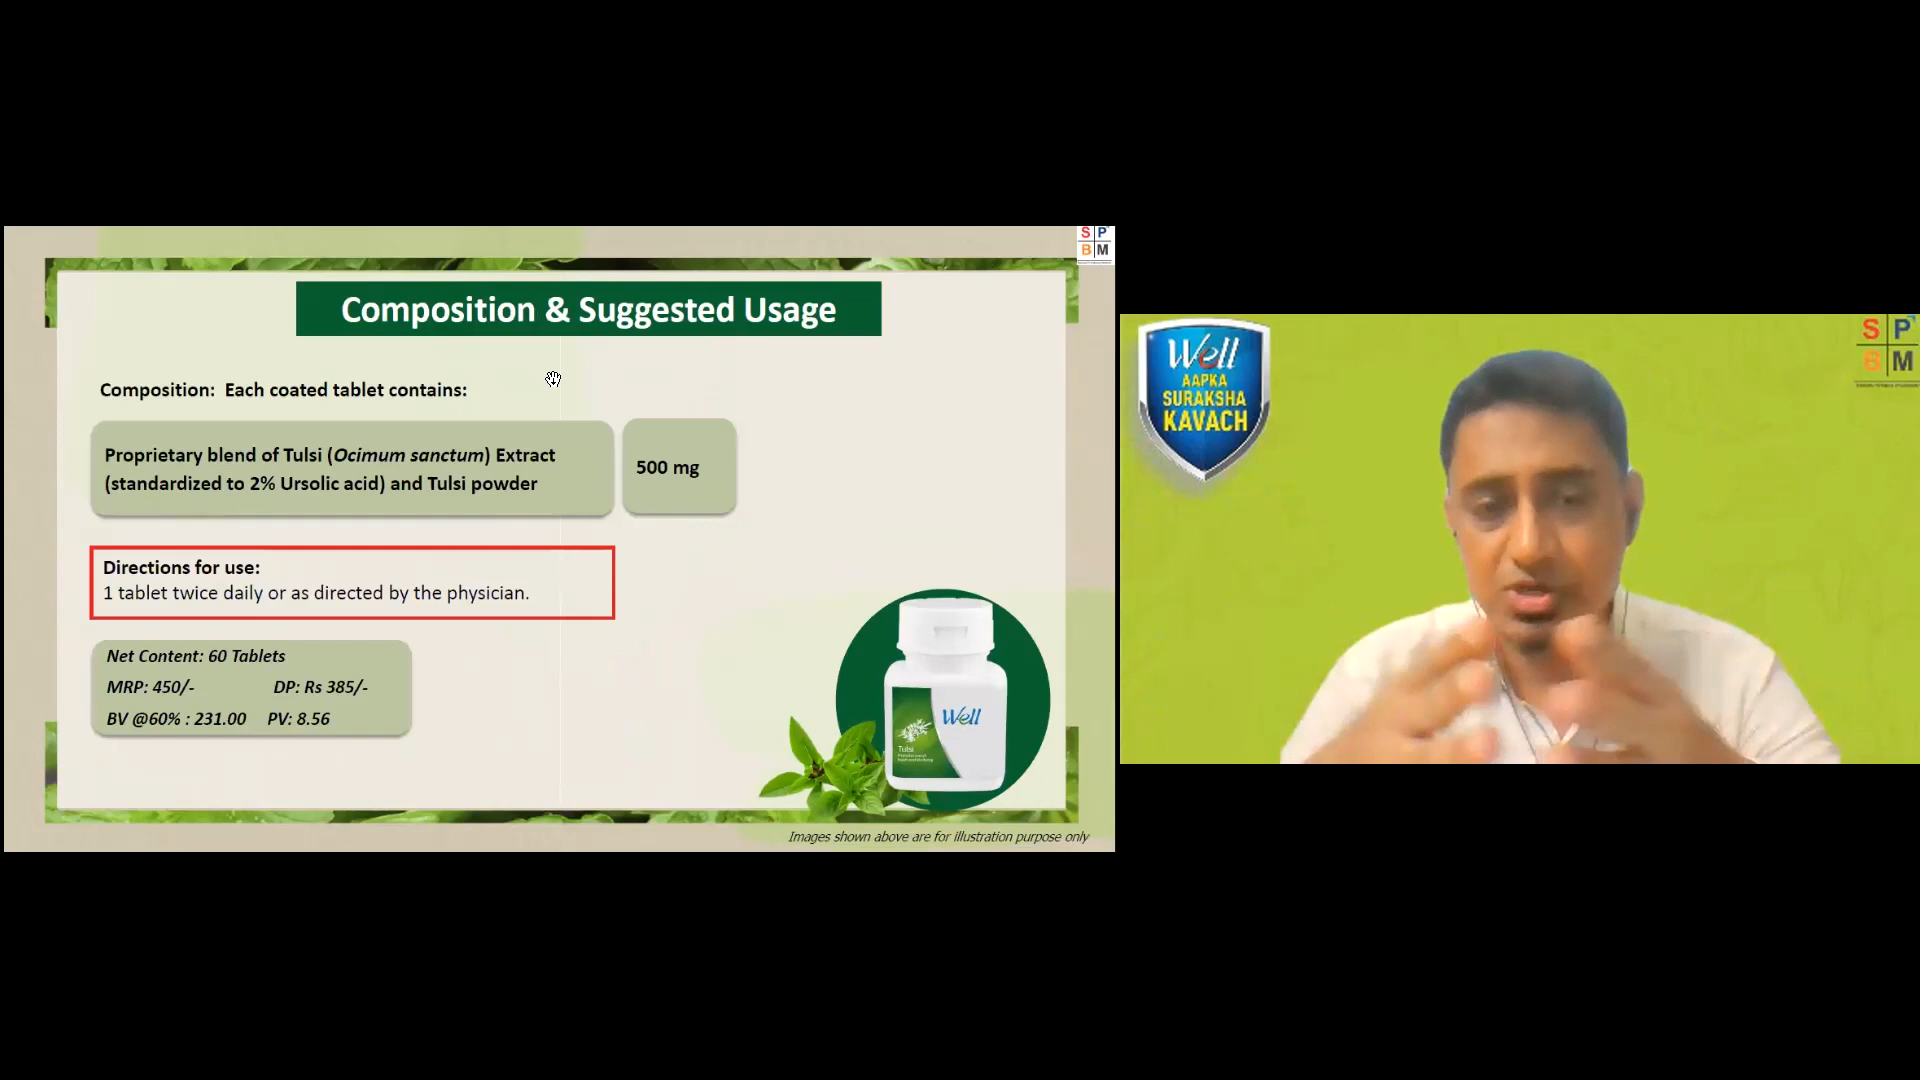 S P
B M
Composition & Suggested Usage
Composition: Each coated tablet contains:
Proprietary blend of Tulsi (Ocimum sanctum) Extract
(standardized to 2% Ursolic acid) and Tulsi powder
500 mg
Directions for use:
1 tablet twice daily or as directed by the physician.
Net Content: 60 Tablets
MRP: 450/- DP: Rs 385/-
BV @60% : 231.00 PV: 8.56
Well
Tulsi
Images shown above are for illustration purpose only
Well
AAPKA
SURAKSHA
KAVACH
S P
B M